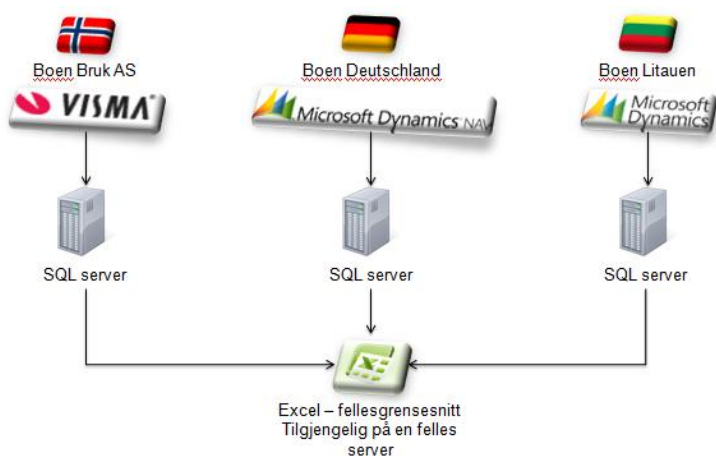 Boen Bruk AS
Boen Deutschland
Boen Litauen
VISMA
Microsoft Dynamics NAV
Microsoft
Dynamics
SQL server
SQL server
SQL server
Excel – fellesgrensesnitt
Tilgjengelig på en felles
server